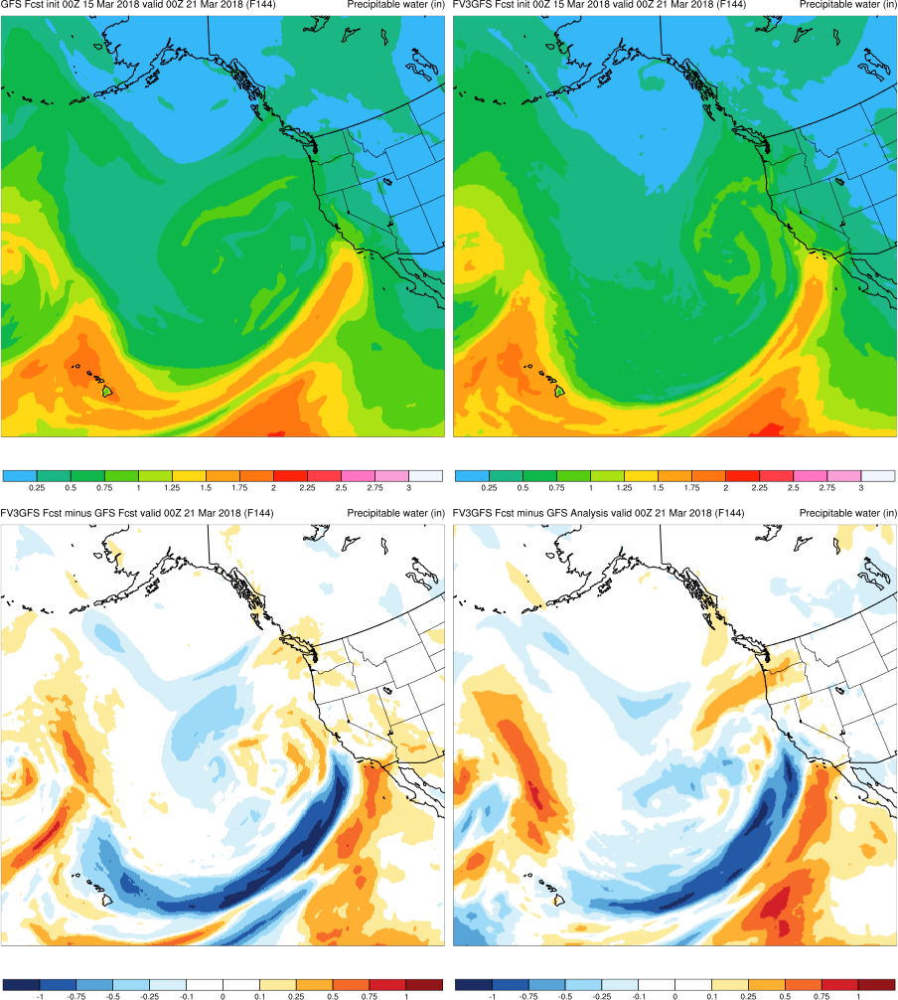 GFS Fcst init 00Z 15 Mar 2018 valid 00Z 21 Mar 2018 (F144) Precipitable water (in)
FV3GFS Fcst init 00Z 15 Mar 2018 valid 00Z 21 Mar 2018 (F144) Precipitable water (in)
0.25 0.5 0.75 1 1.25 1.5 1.75 2 2.25 2.5 2.75 3
0.25 0.5 0.75 1 1.25 1.5 1.75 2 2.25 2.5 2.75 3
FV3GFS Fcst minus GFS Fcst valid 00Z 21 Mar 2018 (F144) Precipitable water (in)
FV3GFS Fcst minus GFS Analysis valid 00Z 21 Mar 2018 (F144) Precipitable water (in)
-1 -0.75 -0.5 -0.25 -0.1 0 0.1 0.25 0.5 0.75 1
-1 -0.75 -0.5 -0.25 -0.1 0 0.1 0.25 0.5 0.75 1